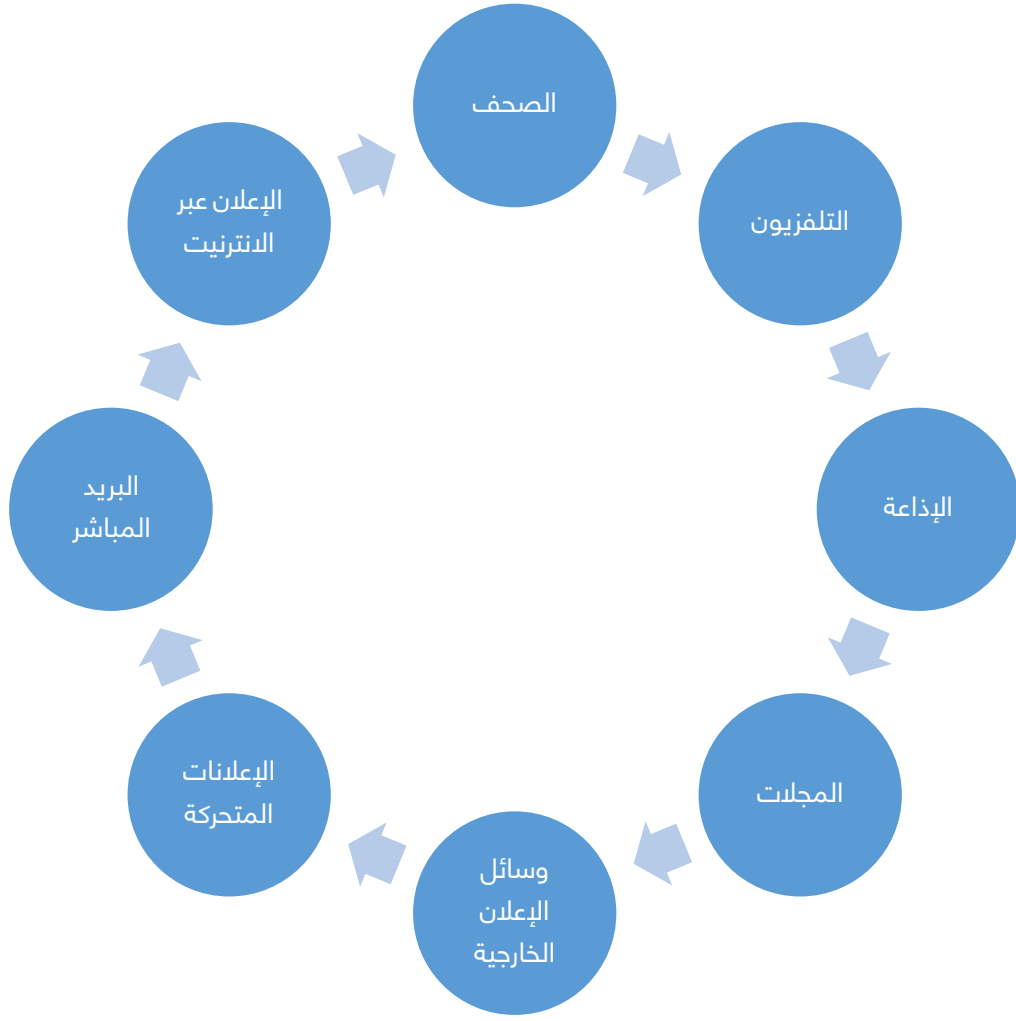 الصحف
التلفزيون
الإذاعة
المجلات
وسائل
الإعلان
الخارجية
الإعلانات
المتحركة
البريد
المباشر
الإعلان عبر
الانترنيت